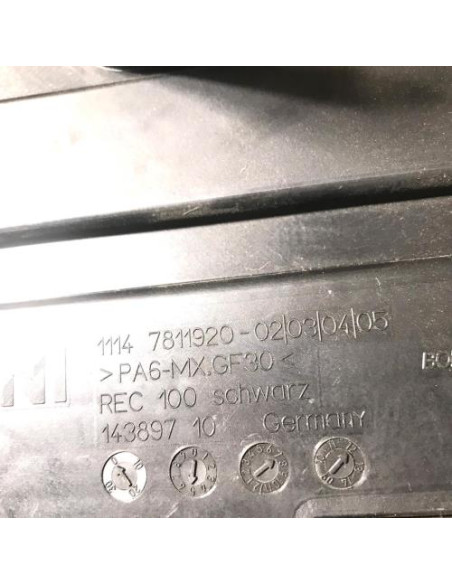 1114 7811920-02|03|04|05
>PA6-MX.GF30<
REC 100 schwarz
143897 10 Germany